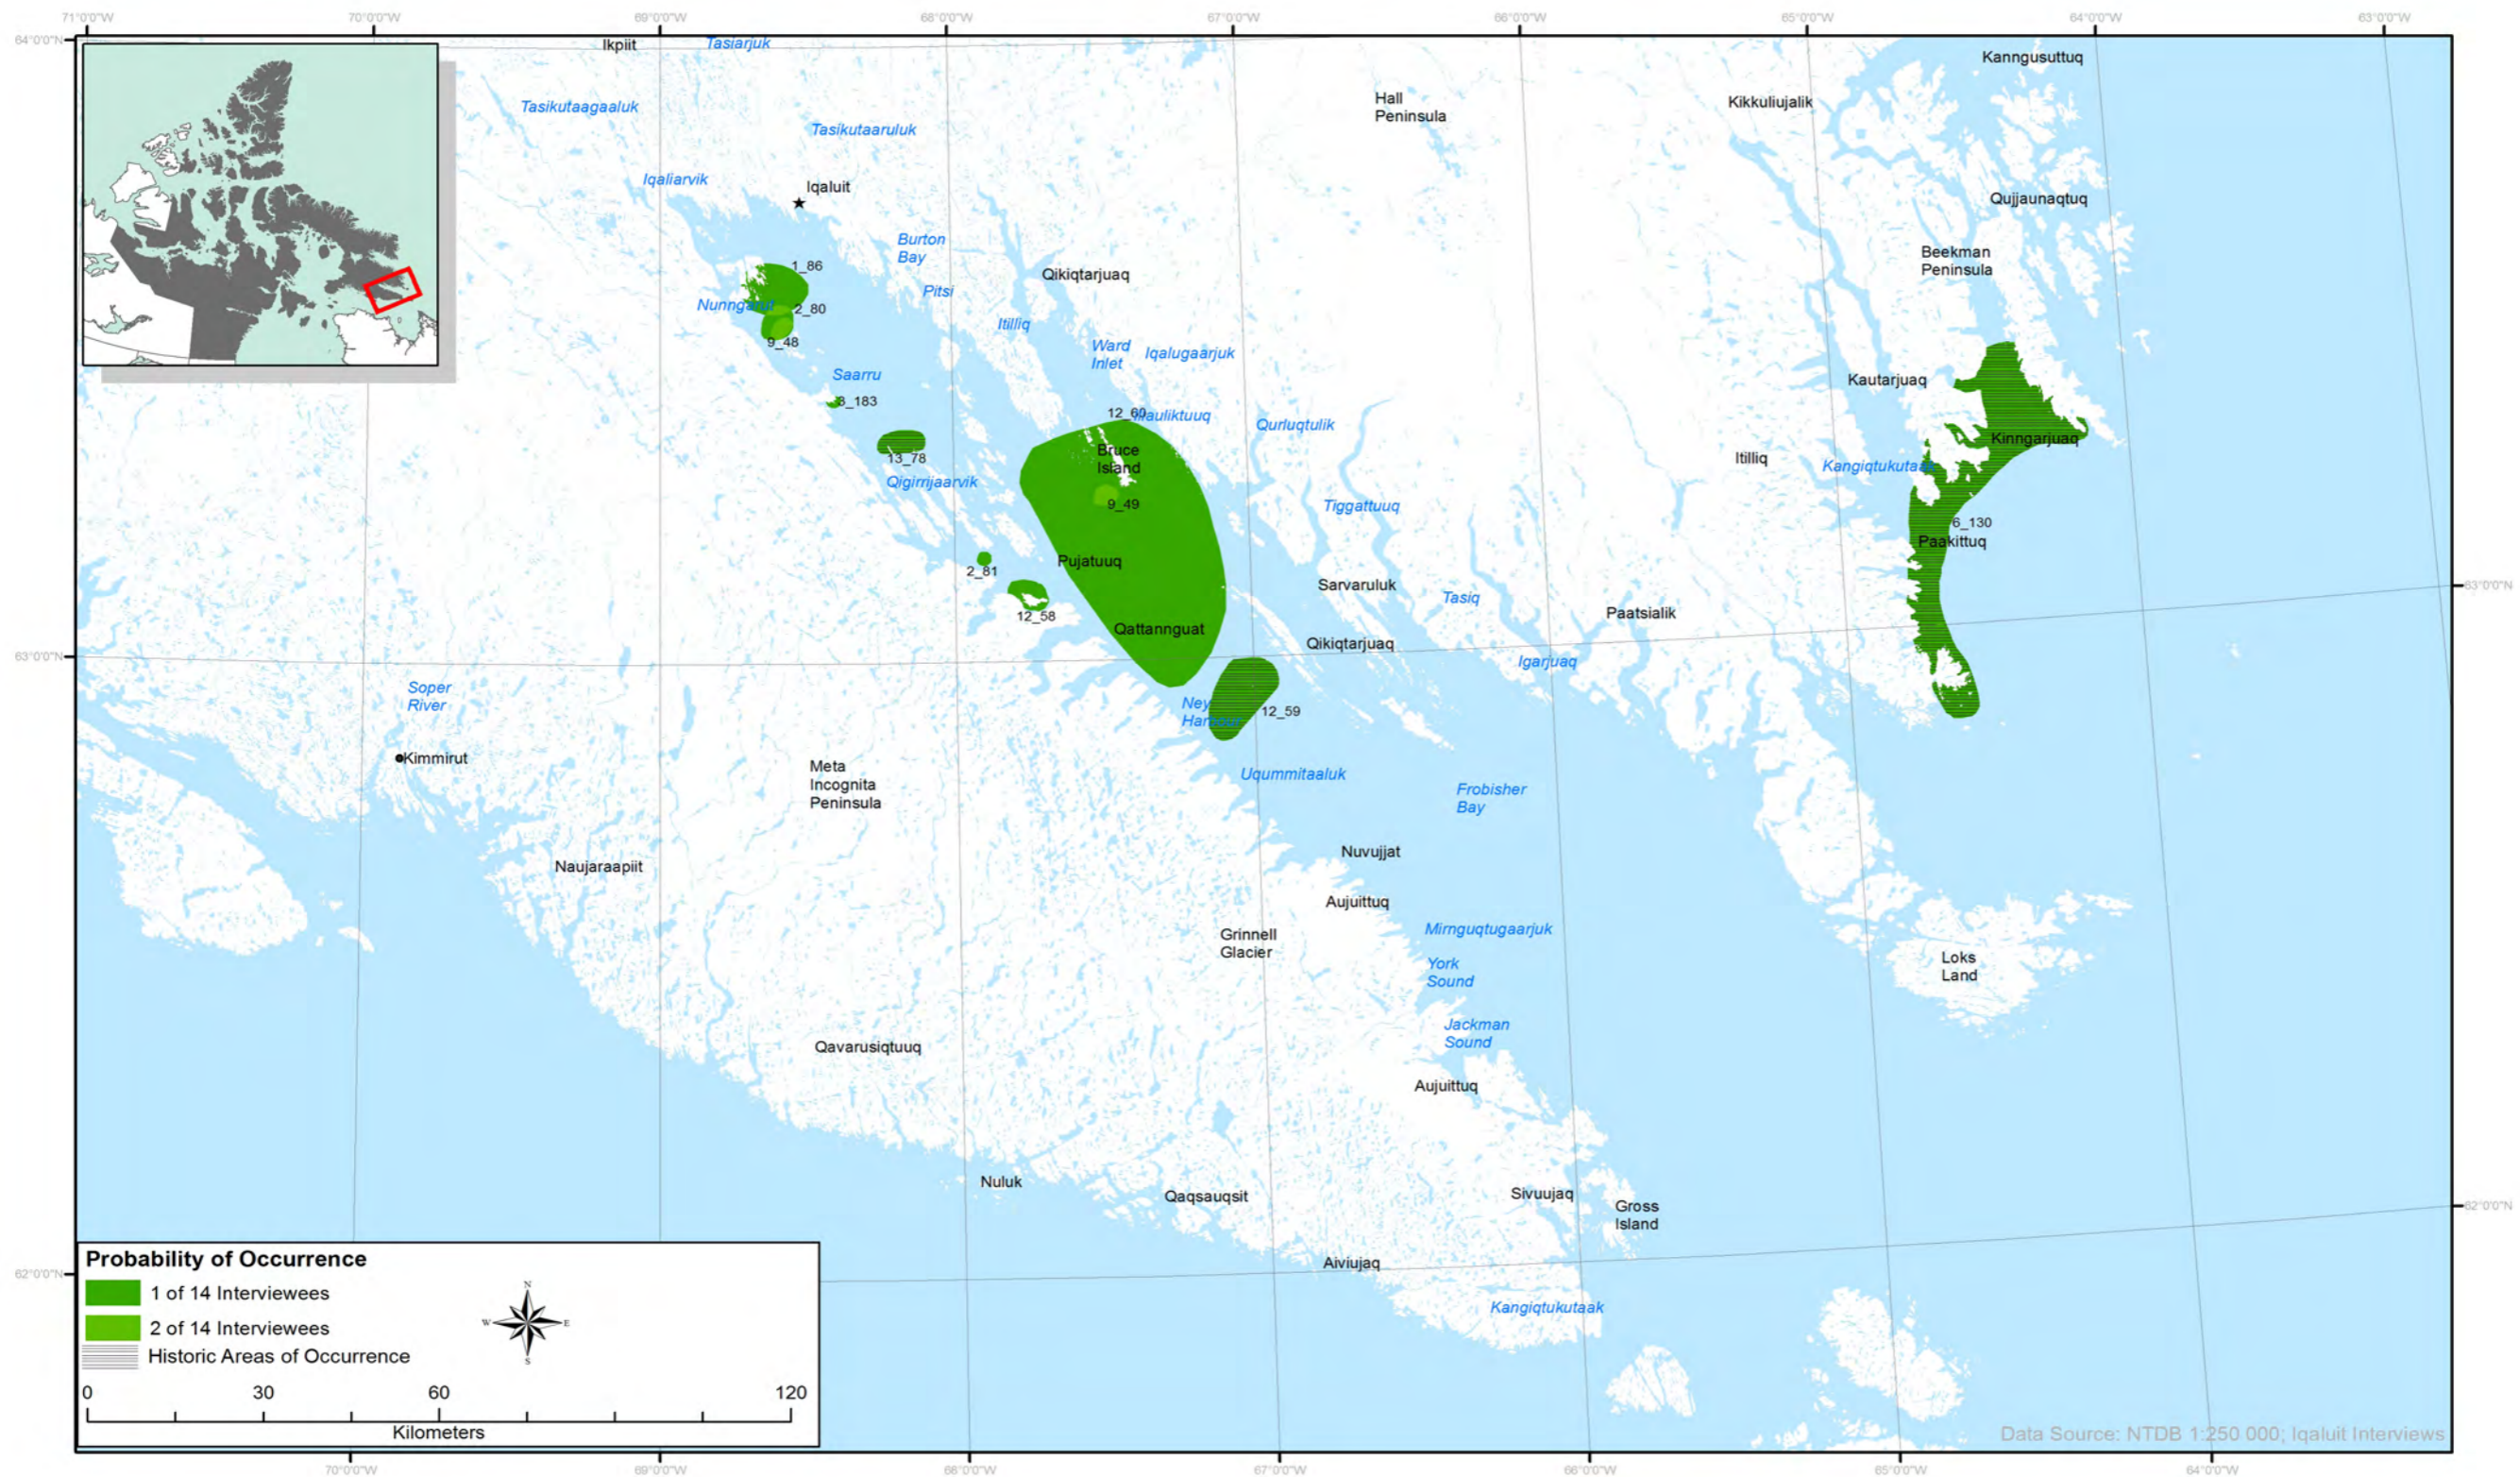 71°0'0"W
70°0'0"W
69°0'0"W
68°0'0"W
67°0'0"W
66°0'0"W
65°0'0"W
64°0'0"W
63°0'0"W
64°0'0"N
Ikpiit
Tasiarjuk
Kanngusuttuq
Tasikutaagaaluk
Tasikutaaruluk
Hall
Peninsula
Kikkuliujalik
Iqaliarvik
Iqaluit
Qujjaunaqtuq
Burton
Bay
Beekman
Peninsula
1_86
Qikiqtarjuaq
Pitsi
Nunngarut
2_80
Itilliq
9_48
Ward
Inlet
Iqalugaarjuk
Saarru
Kautarjuaq
3_183
12_60
Qurluqtulik
Kinngarjuaq
13_78
Bruce
Island
Itilliq
Kangiqtukutaak
Qigirrijaarvik
9_49
Tiggattuuq
6_130
Paakittuq
Pujatuuq
2_81
Sarvaruluk
63°0'0"N
Tasiq
12_58
Paatsialik
Qattannguat
Qikiqtarjuaq
63°0'0"N
Igarjuaq
Soper
River
Ney
Harbour
12_59
Kimmirut
Meta
Incognita
Peninsula
Uqummitaaluk
Frobisher
Bay
Naujaraapiit
Nuvujjat
Aujuittuq
Grinnell
Glacier
Mirnguqtugaarjuk
York
Sound
Loks
Land
Jackman
Sound
Qavarusiqtuuq
Aujuittuq
Nuluk
Qaqsauqsit
Sivuujaq
Gross
Island
62°0'0"N
Aiviujaq
62°0'0"N
Kangiqtukutaak
Probability of Occurrence
1 of 14 Interviewees
2 of 14 Interviewees
Historic Areas of Occurrence
N
W
E
S
0 30 60 120
Kilometers
Data Source: NTDB 1:250 000; Iqaluit Interviews
70°0'0"W
69°0'0"W
68°0'0"W
67°0'0"W
66°0'0"W
65°0'0"W
64°0'0"W